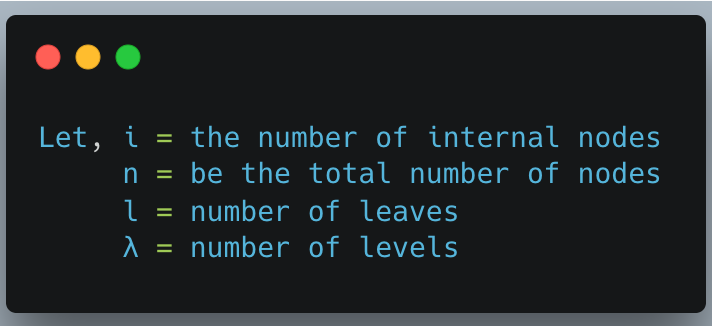 Let, i = the number of internal nodes
n = be the total number of nodes
l = number of leaves
λ = number of levels